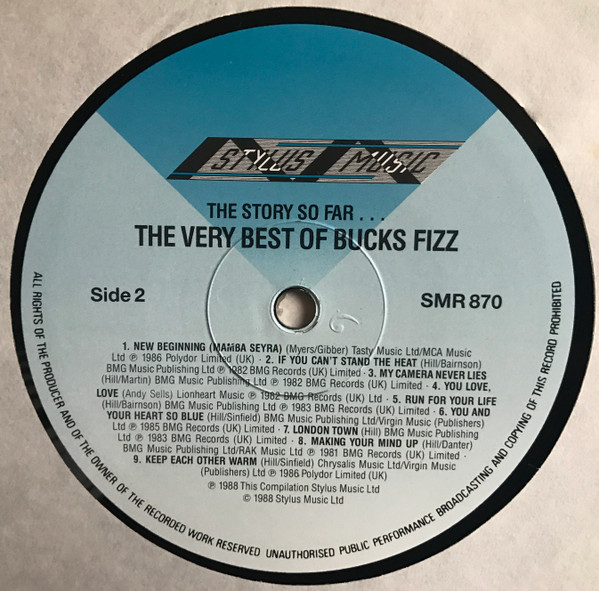 STYLUS MUSIC
THE STORY SO FAR . . .
THE VERY BEST OF BUCKS FIZZ
Side 2
SMR 870
1. NEW BEGINNING (MAMBA SEYRA) (Myers/Gibber) Tasty Music Ltd/MCA Music
Ltd ℗ 1986 Polydor Limited (UK) · 2. IF YOU CAN'T STAND THE HEAT (Hill/Bairnson)
BMG Music Publishing Ltd ℗ 1982 BMG Records (UK) Limited · 3. MY CAMERA NEVER LIES
(Hill/Martin) BMG Music Publishing Ltd ℗ 1982 BMG Records (UK) Limited · 4. YOU LOVE,
LOVE (Andy Sells) Lionheart Music ℗ 1982 BMG Records (UK) Ltd · 5. RUN FOR YOUR LIFE
(Hill/Bairnson) BMG Music Publishing Ltd ℗ 1983 BMG Records (UK) Ltd · 6. YOU AND
YOUR HEART SO BLUE (Hill/Sinfield) BMG Music Publishing Ltd/Virgin Music (Publishers)
Ltd ℗ 1985 BMG Records (UK) Ltd · 7. LONDON TOWN (Hill) BMG Music Publishing
Ltd ℗ 1983 BMG Records (UK) Limited · 8. MAKING YOUR MIND UP (Hill/Danter)
BMG Music Publishing Ltd/RAK Music Ltd ℗ 1981 BMG Records (UK) Limited ·
9. KEEP EACH OTHER WARM (Hill/Sinfield) Chrysalis Music Ltd/Virgin Music
(Publishers) Ltd ℗ 1986 Polydor Limited (UK)
℗ 1988 This Compilation Stylus Music Ltd
© 1988 Stylus Music Ltd
ALL RIGHTS OF THE PRODUCER AND OF THE OWNER OF THE RECORDED WORK RESERVED UNAUTHORISED PUBLIC PERFORMANCE BROADCASTING AND COPYING OF THIS RECORD PROHIBITED